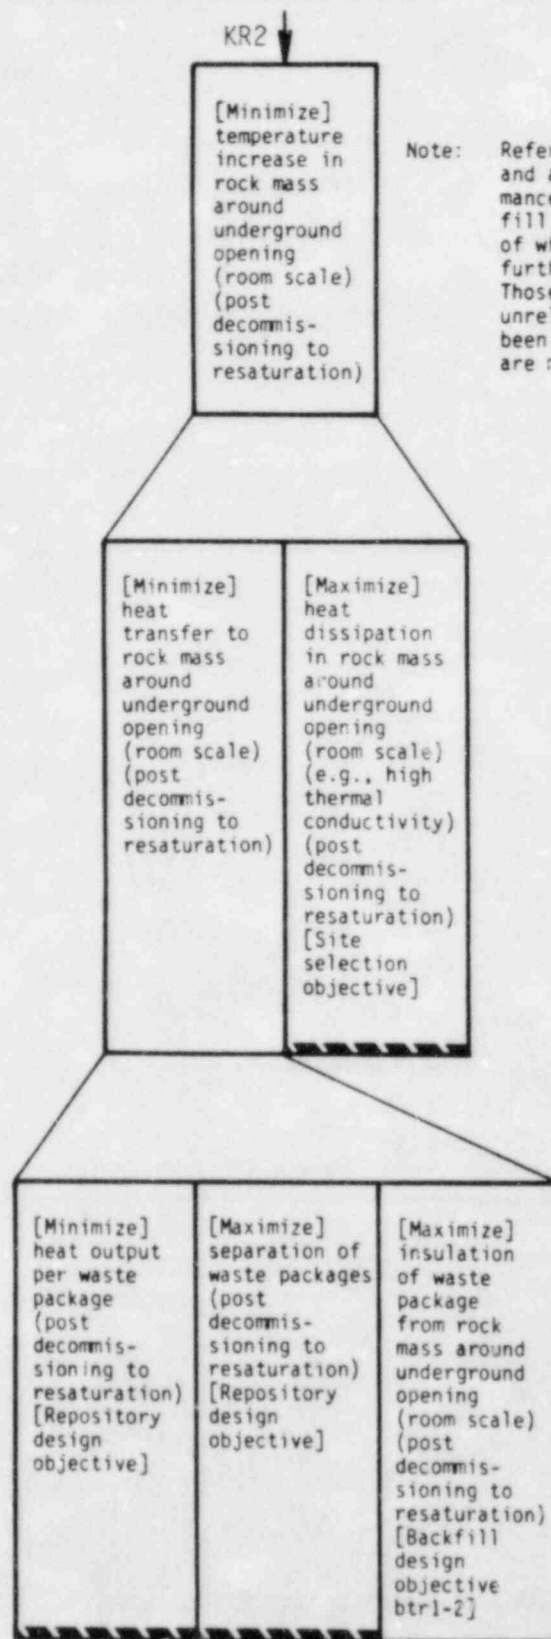 KR2
[Minimize]
temperature
increase in
rock mass
around
underground
opening
(room scale)
(post
decommis-
sioning to
resaturation)
Note:
and a
mance
fill
of
Those
been
[Minimize]
heat
transfer to
rock mass
around
underground
opening
(room scale)
(post
decommis-
sioning to
resaturation)
[Maximize]
heat
dissipation
in rock mass
around
underground
opening
(room scale)
(e.g., high
thermal
conductivity)
(post
decommis-
sioning to
resaturation)
[Site
selection
objective]
[Minimize]
heat output
per waste
package
(post
decommis-
sioning to
resaturation)
[Repository
design
objective]
[Maximize]
separation of
waste packages
(post
decommis-
sioning to
resaturation)
[Repository
design
objective]
[Maximize]
insulation
of waste
package
from rock
mass around
underground
opening
(room scale)
(post
decommis-
sioning to
resaturation)
[Backfill
design
objective
btr1-2]